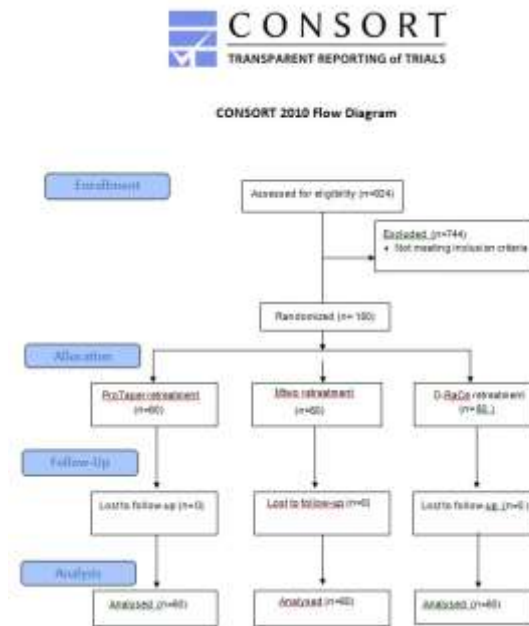 CONSORT
TRANSPARENT REPORTING of TRIALS
CONSORT 2010 Flow Diagram
Enrollment
Assessed for eligibility (n=924)
Excluded (n=744)
• Not meeting inclusion criteria
Randomized (n= 180)
Allocation
ProTaper retreatment
(n=60)
Mtwo retreatment
(n=60)
D-RaCe retreatment
(n= 60 )
Follow-Up
Lost to follow-up (n= 0)
Lost to follow-up (n=0)
Lost to follow-up (n=0 )
Analysis
Analysed (n=60)
Analysed (n=60)
Analysed (n=60)